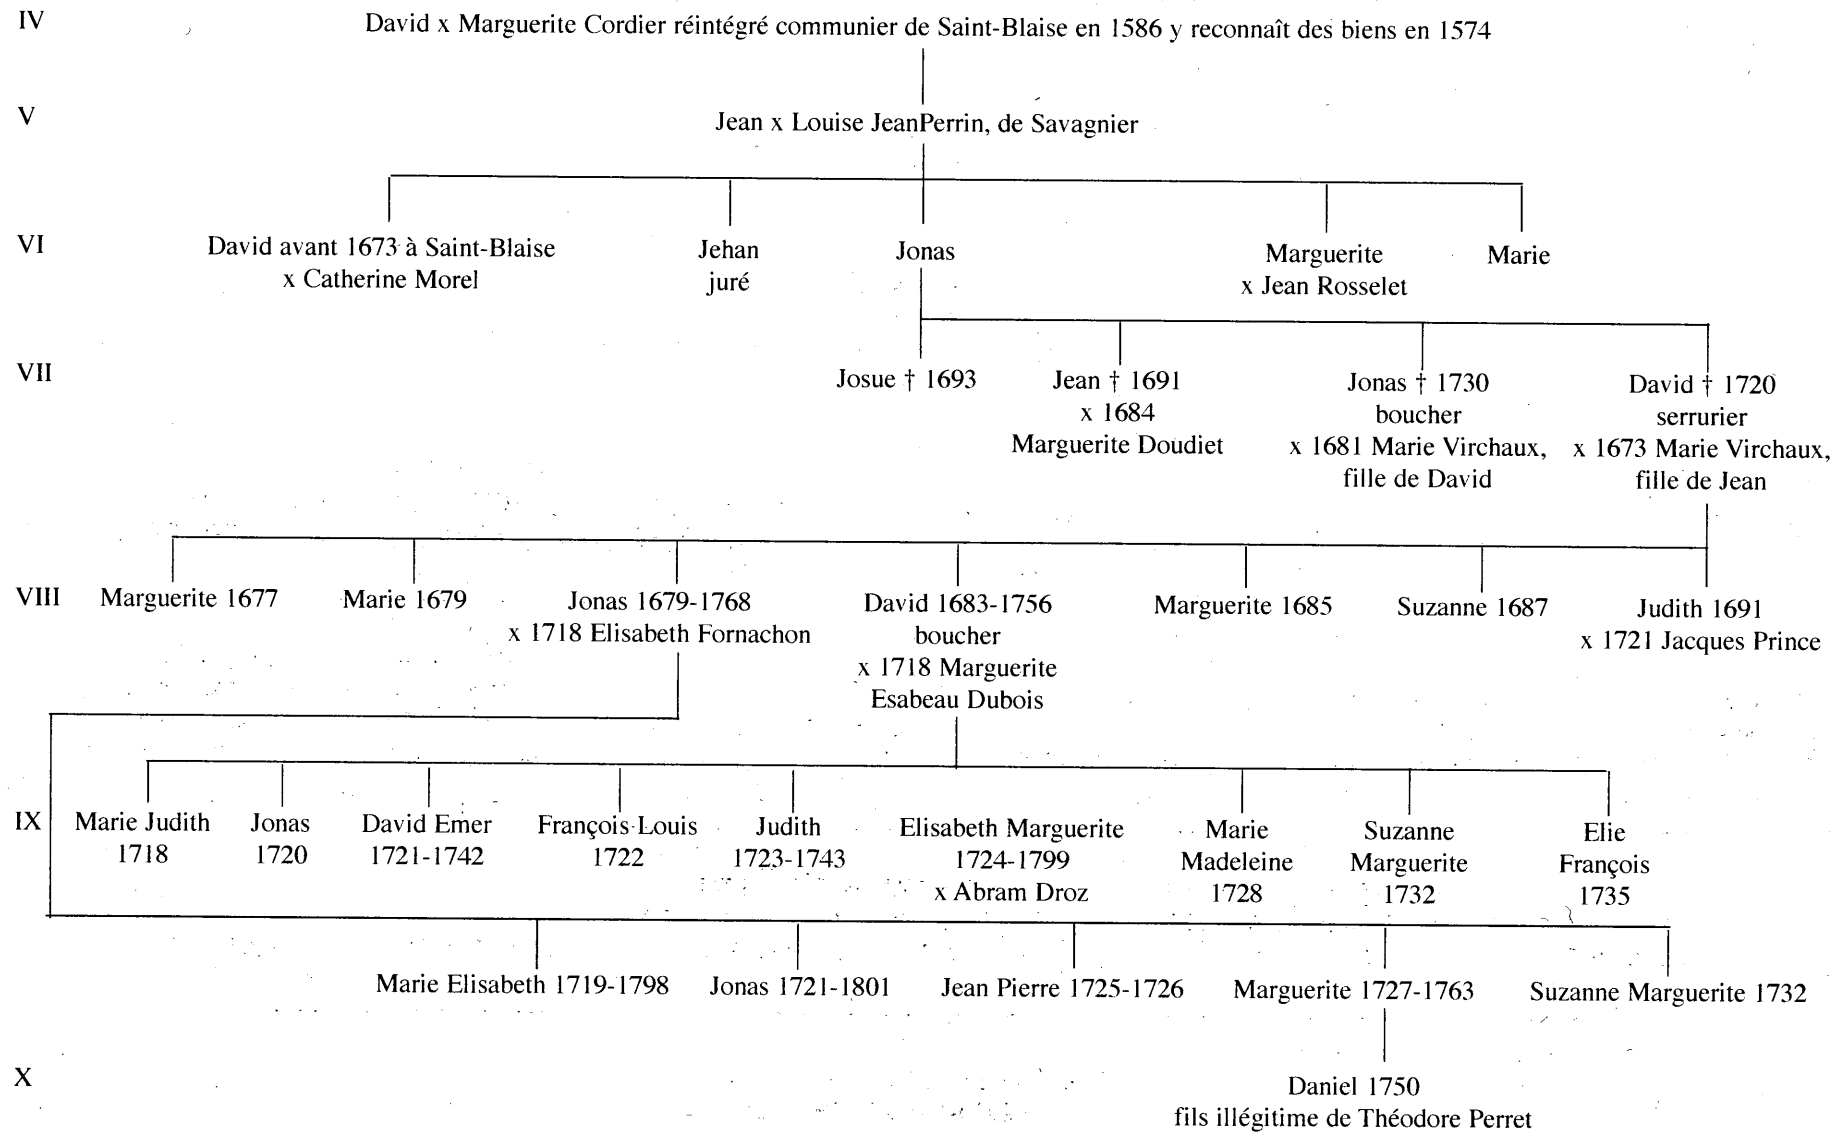 IV
David x Marguerite Cordier réintégré communier de Saint-Blaise en 1586 y reconnaît des biens en 1574
V
Jean x Louise JeanPerrin, de Savagnier
VI
David avant 1673 à Saint-Blaise
x Catherine Morel
Jehan
juré
Jonas
Marguerite
x Jean Rosselet
Marie
VII
Josue † 1693
Jean † 1691
x 1684
Marguerite Doudiet
Jonas † 1730
boucher
x 1681 Marie Virchaux,
fille de David
David † 1720
serrurier
x 1673 Marie Virchaux,
fille de Jean
VIII
Marguerite 1677
Marie 1679
Jonas 1679-1768
x 1718 Elisabeth Fornachon
David 1683-1756
boucher
x 1718 Marguerite
Esabeau Dubois
Marguerite 1685
Suzanne 1687
Judith 1691
x 1721 Jacques Prince
IX
Marie Judith
1718
Jonas
1720
David Emer
1721-1742
François Louis
1722
Judith
1723-1743
Elisabeth Marguerite
1724-1799
x Abram Droz
Marie
Madeleine
1728
Suzanne
Marguerite
1732
Elie
François
1735
Marie Elisabeth 1719-1798
Jonas 1721-1801
Jean Pierre 1725-1726
Marguerite 1727-1763
Suzanne Marguerite 1732
X
Daniel 1750
fils illégitime de Théodore Perret